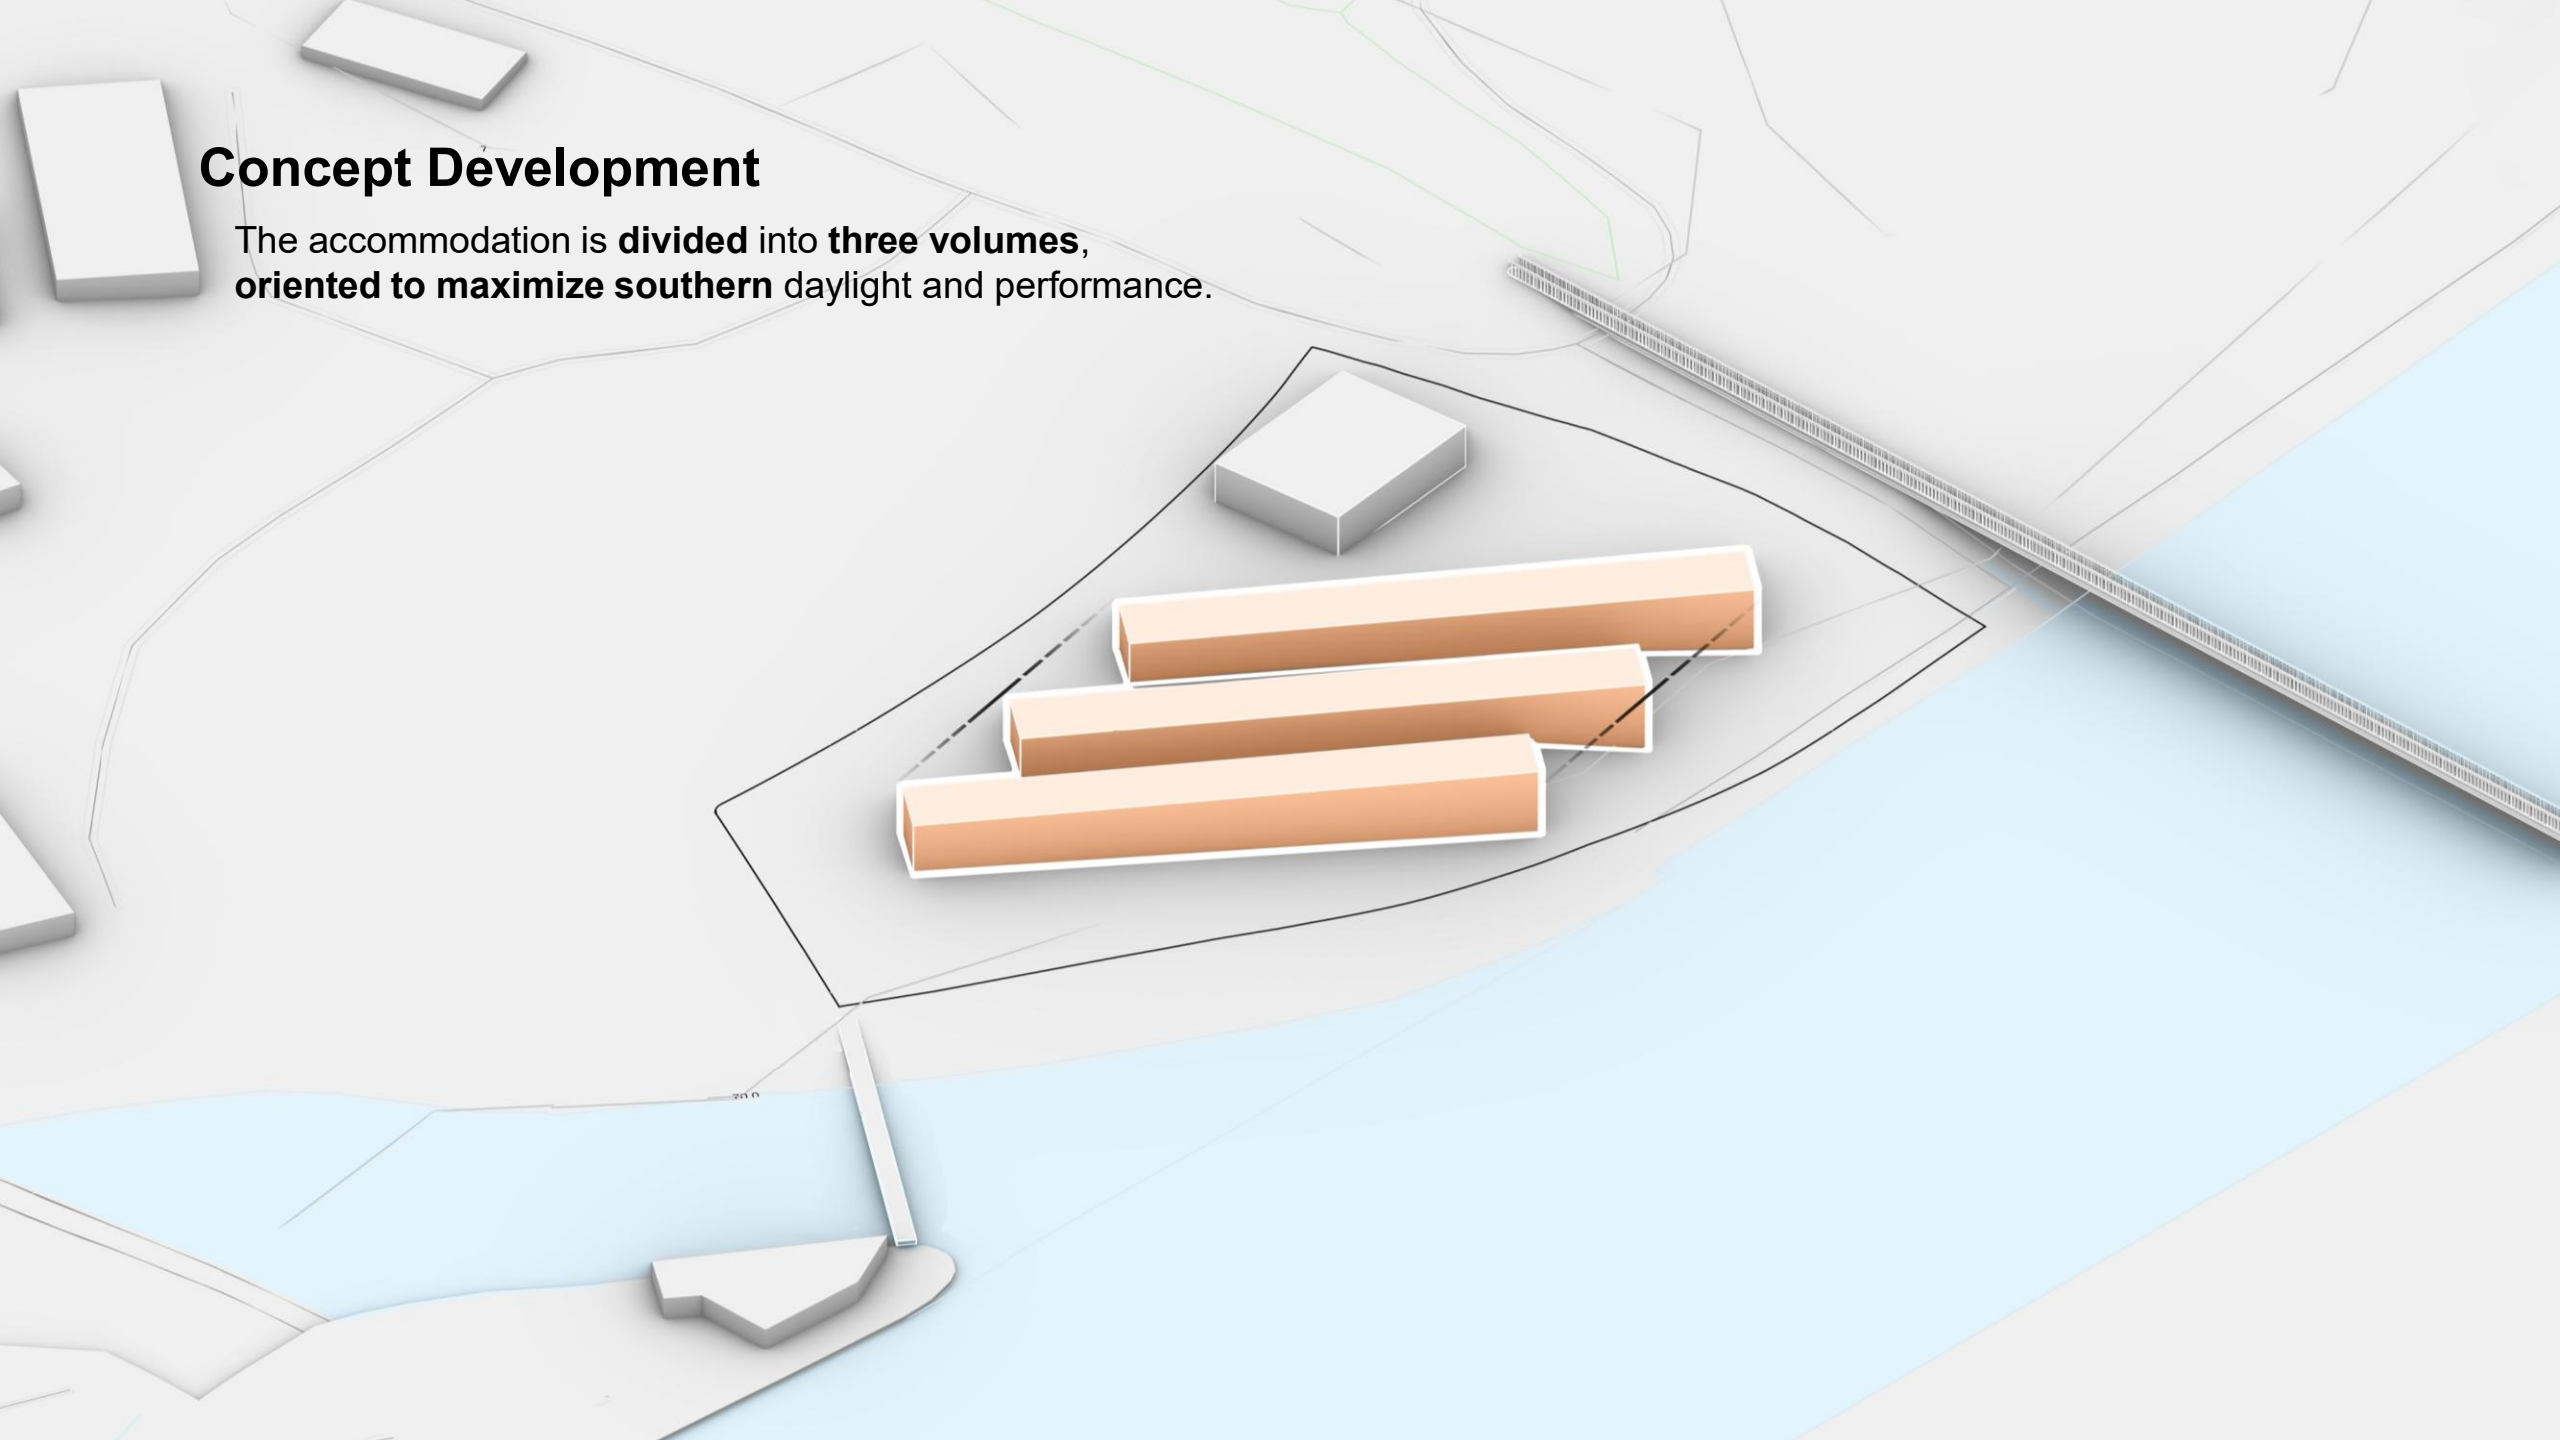 Concept Development
The accommodation is divided into three volumes,
oriented to maximize southern daylight and performance.